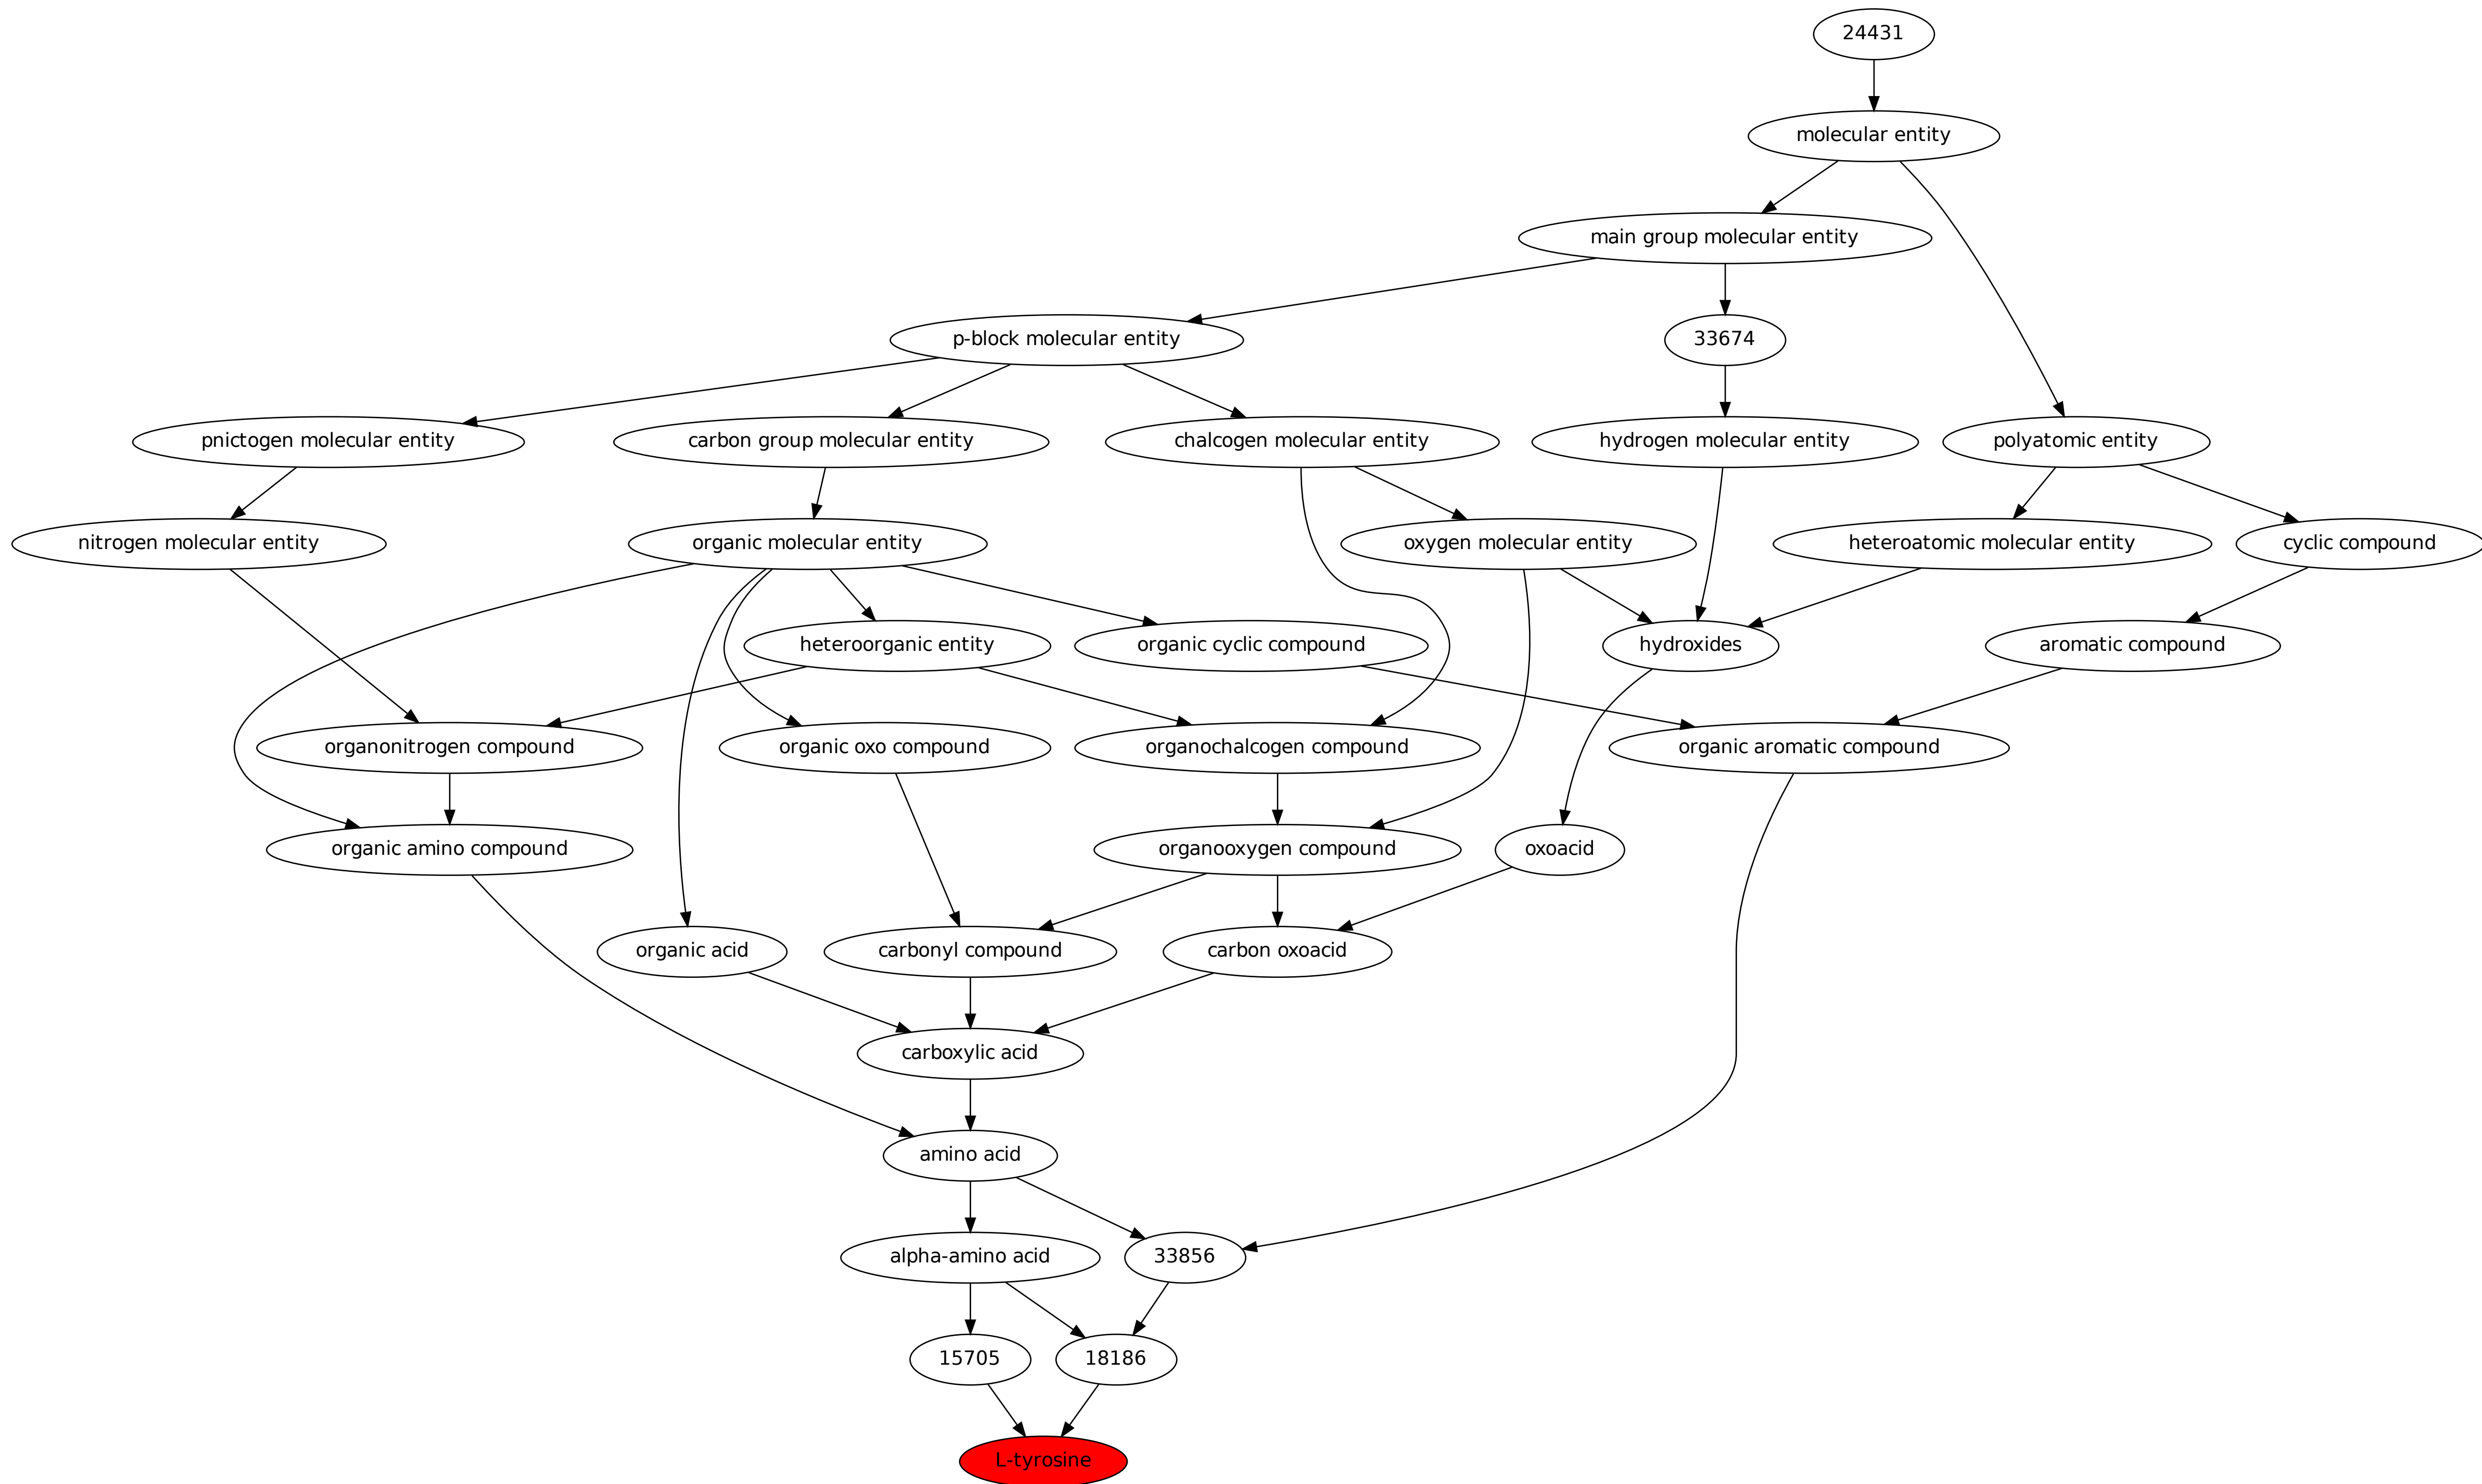 24431
molecular entity
main group molecular entity
p-block molecular entity
33674
pnictogen molecular entity
carbon group molecular entity
chalcogen molecular entity
hydrogen molecular entity
polyatomic entity
nitrogen molecular entity
organic molecular entity
oxygen molecular entity
heteroatomic molecular entity
cyclic compound
heteroorganic entity
organic cyclic compound
hydroxides
aromatic compound
organonitrogen compound
organic oxo compound
organochalcogen compound
organic aromatic compound
organic amino compound
organooxygen compound
oxoacid
organic acid
carbonyl compound
carbon oxoacid
carboxylic acid
amino acid
alpha-amino acid
33856
15705
18186
L-tyrosine